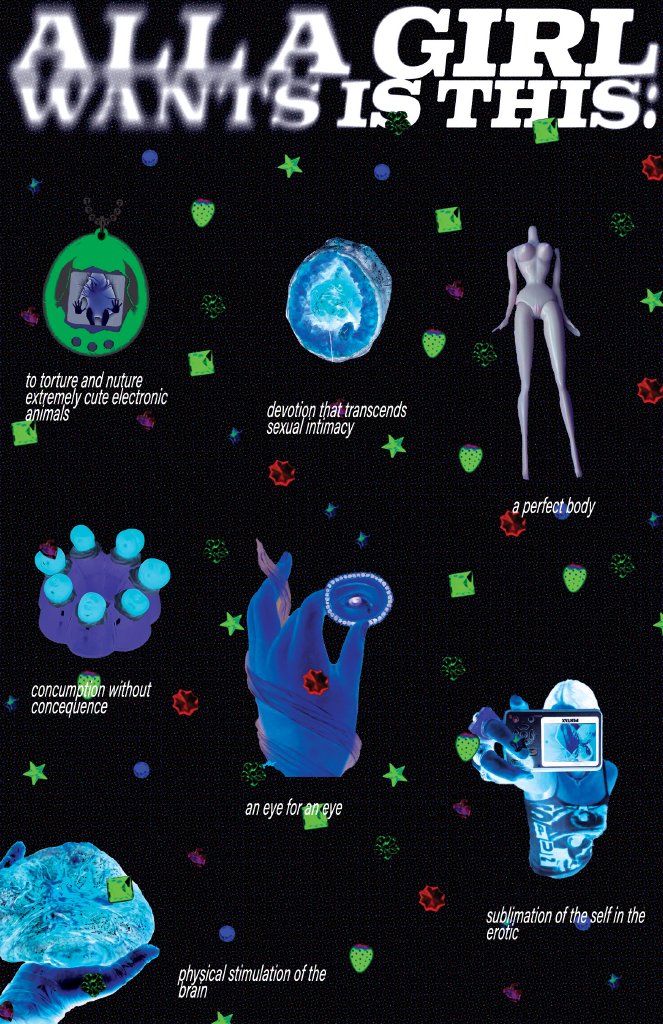 ALL A GIRL
WANTS IS THIS:
to torture and nuture
extremely cute electronic
animals
devotion that transcends
sexual intimacy
a perfect body
concumption without
concequence
an eye for an eye
PENTAX
SPUN
sublimation of the self in the
erotic
physical stimulation of the
brain